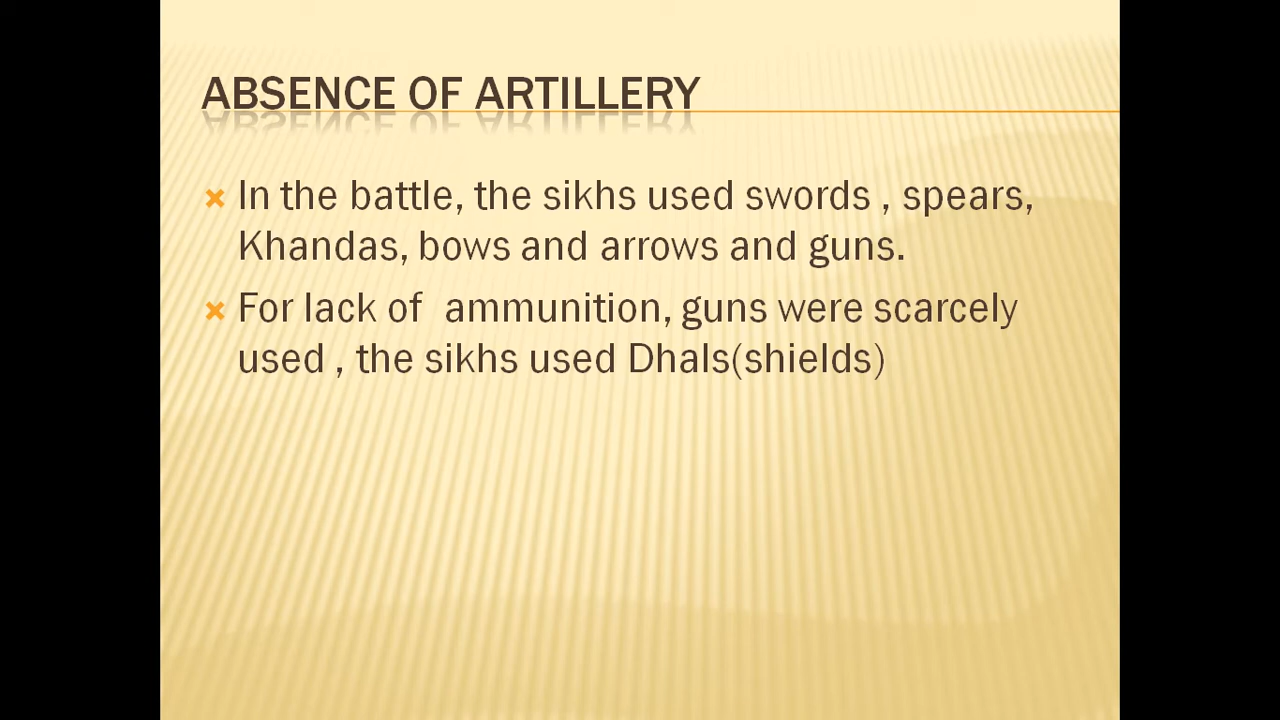 ABSENCE OF ARTILLERY
In the battle, the sikhs used swords , spears,
Khandas, bows and arrows and guns.
For lack of  ammunition, guns were scarcely
used , the sikhs used Dhals(shields)